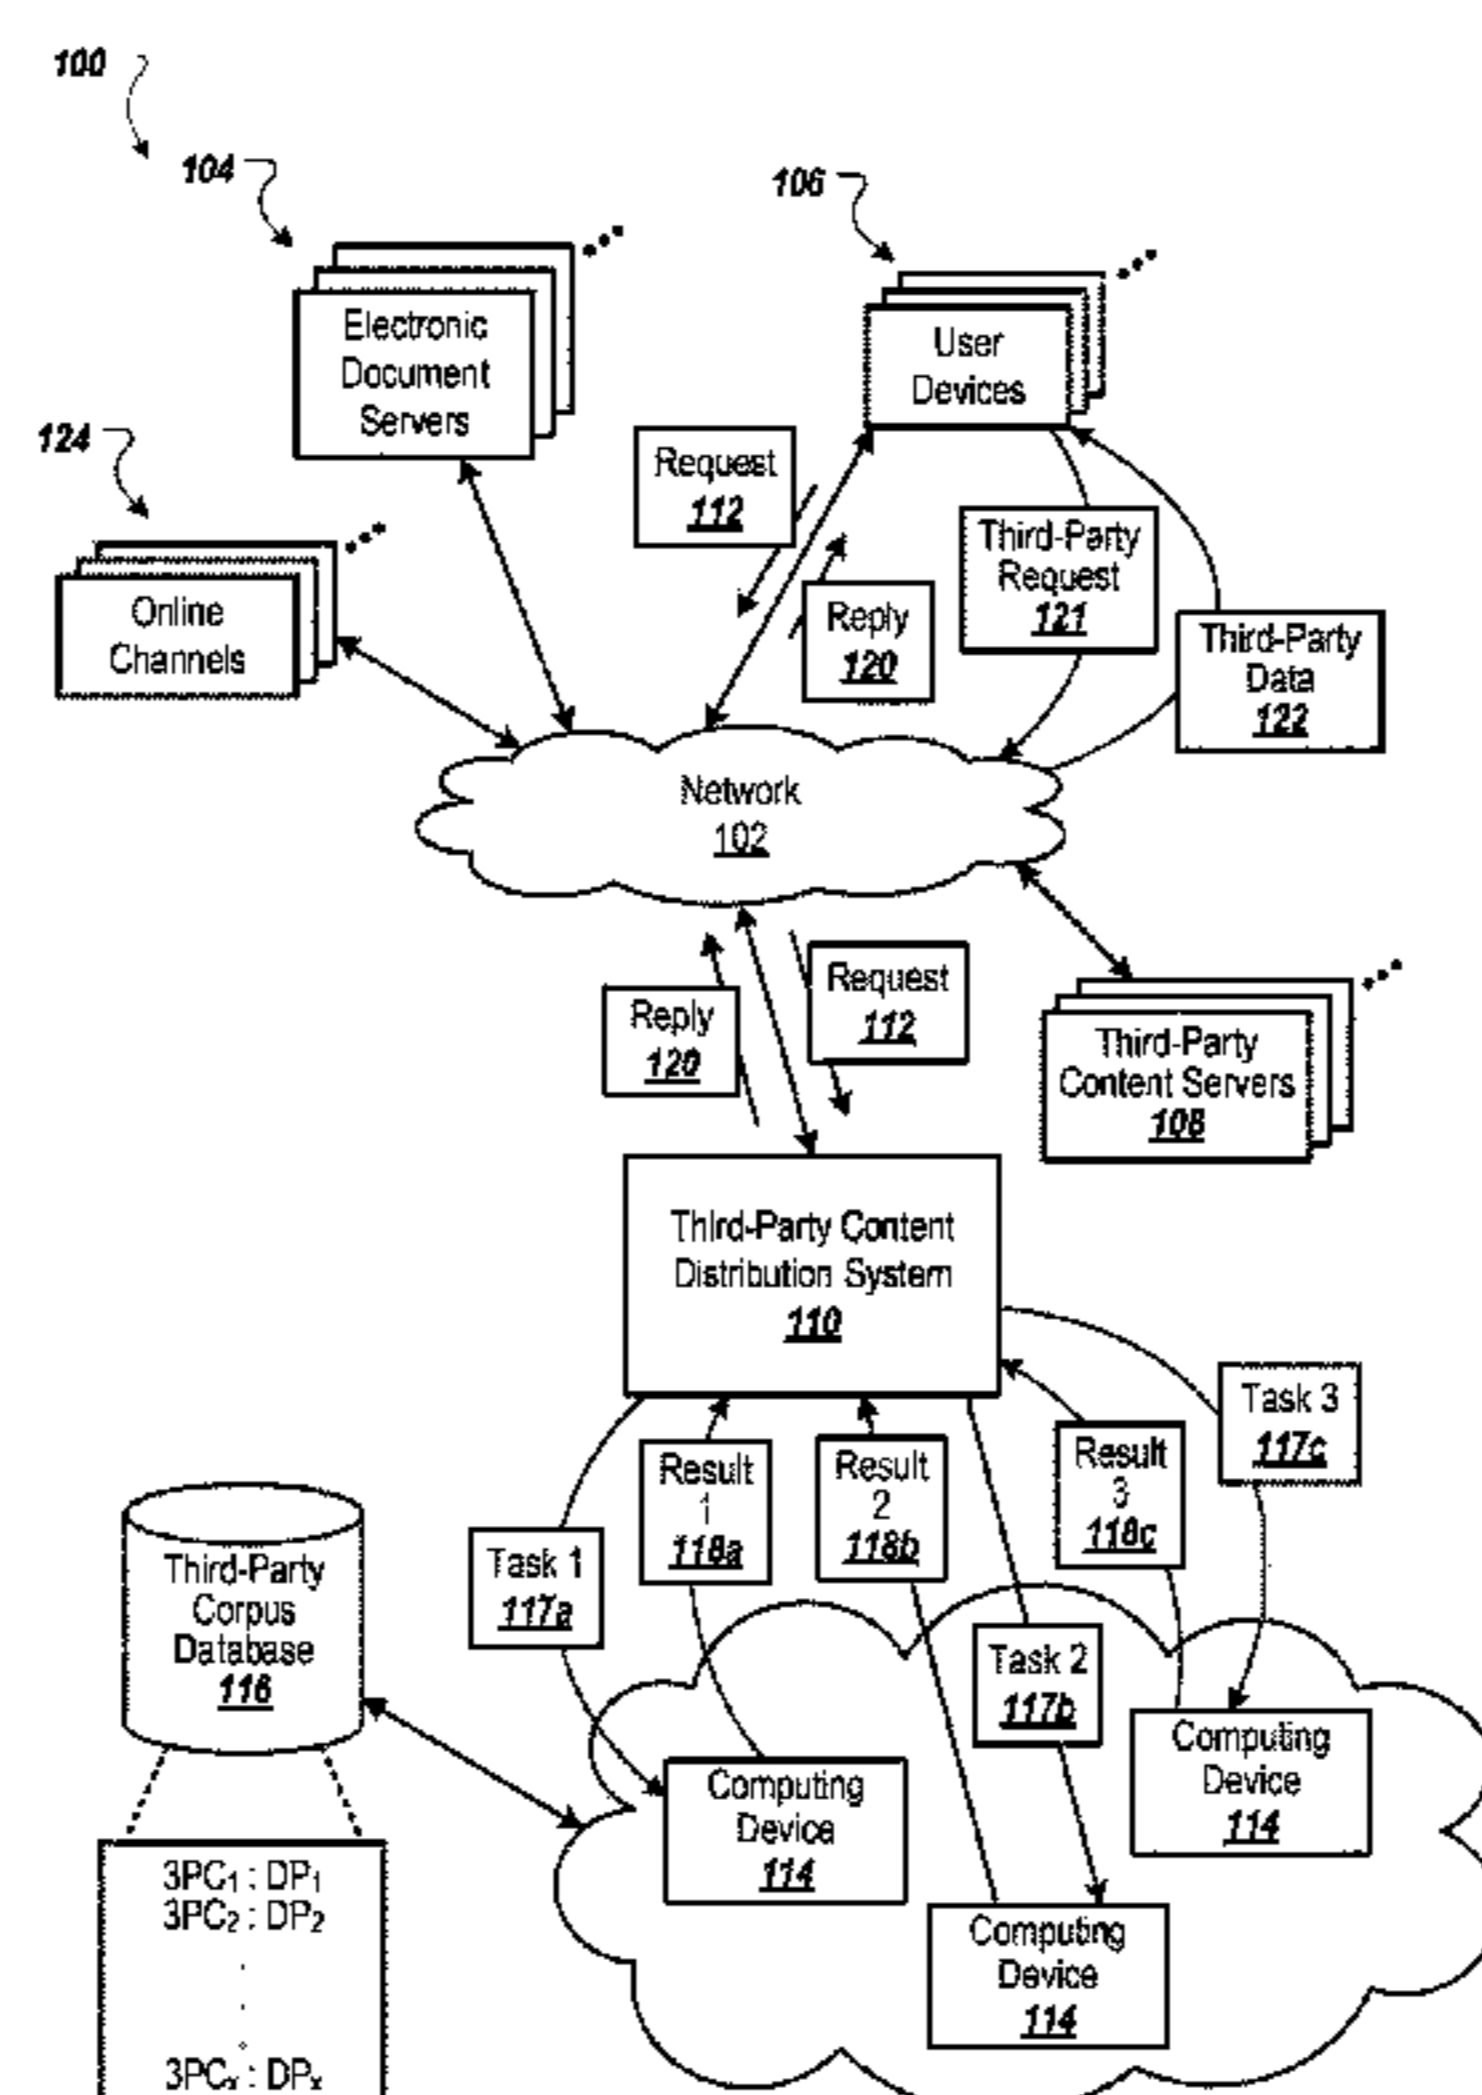 100
104
106
Electronic
Document
Servers
User
Devices
124
Request
112
Third-Party
Request
121
Online
Channels
Reply
120
Third-Party
Data
122
Network
102
Request
112
Reply
120
Third-Party
Content Servers
108
Third-Party Content
Distribution System
110
Task 3
117c
Result
1
118a
Result
2
118b
Result
3
118c
Task 1
117a
Third-Party
Corpus
Database
116
Task 2
117b
Computing
Device
114
Computing
Device
114
Computing
Device
114
3PC₁ : DP₁
3PC₂ : DP₂
.
.
.
3PCₓ : DPₓ